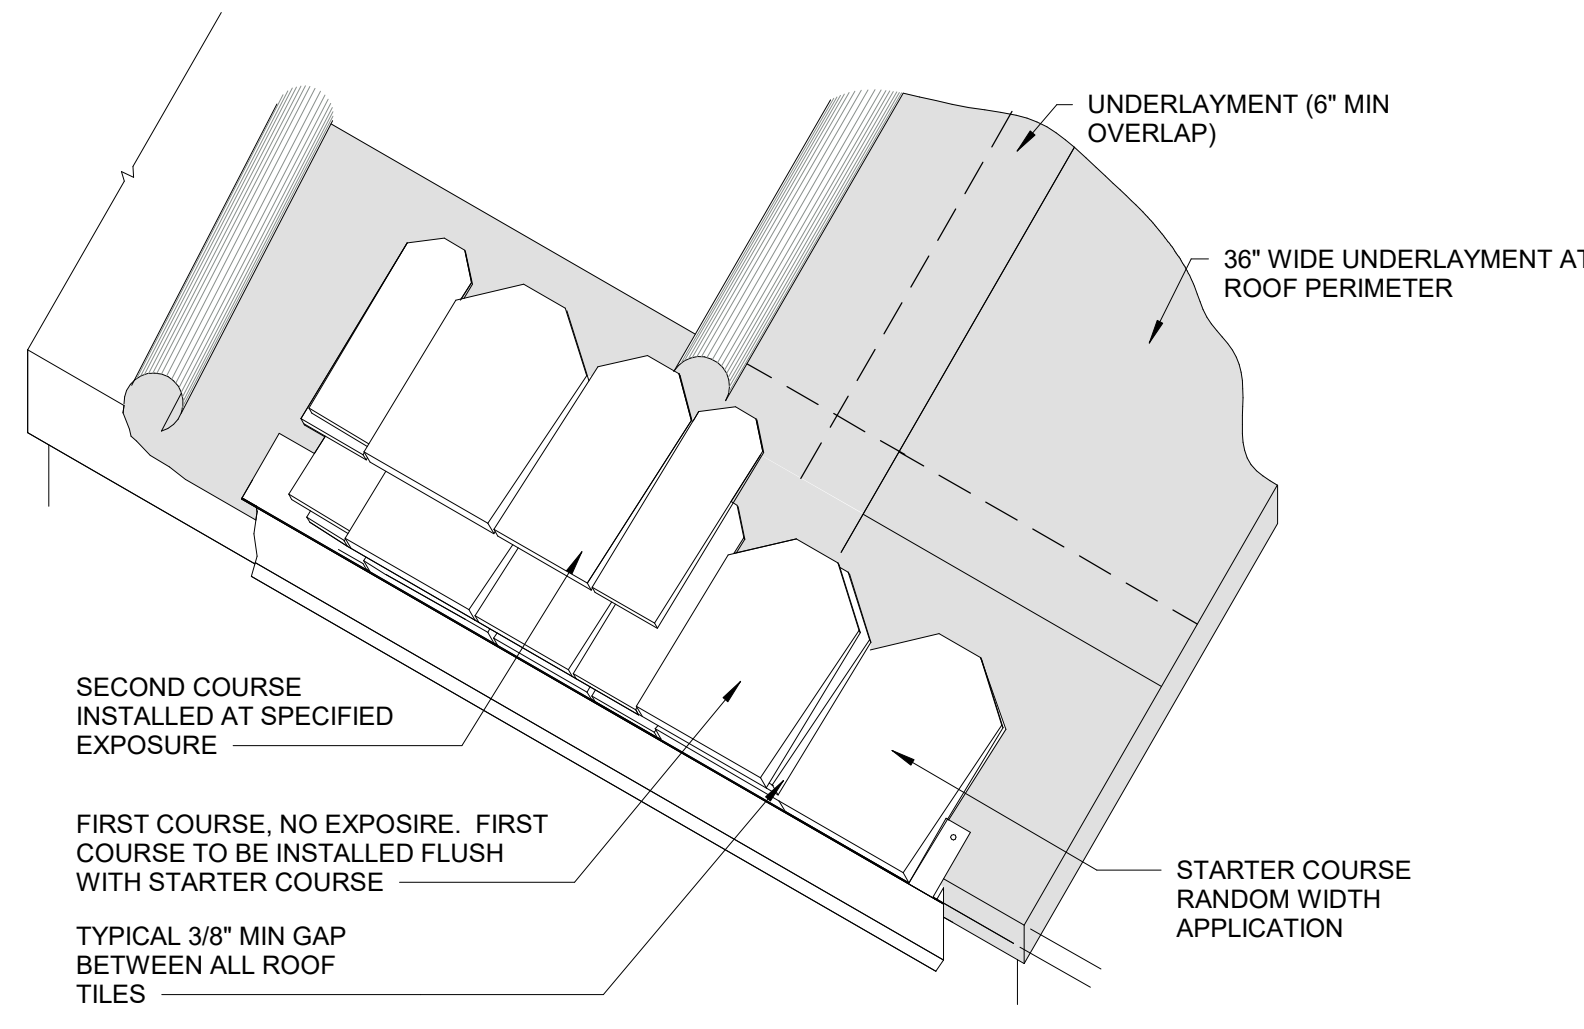 UNDERLAYMENT (6" MIN
OVERLAP)
36" WIDE UNDERLAYMENT AT
ROOF PERIMETER
SECOND COURSE
INSTALLED AT SPECIFIED
EXPOSURE
FIRST COURSE, NO EXPOSIRE. FIRST
COURSE TO BE INSTALLED FLUSH
WITH STARTER COURSE
STARTER COURSE
RANDOM WIDTH
APPLICATION
TYPICAL 3/8" MIN GAP
BETWEEN ALL ROOF
TILES